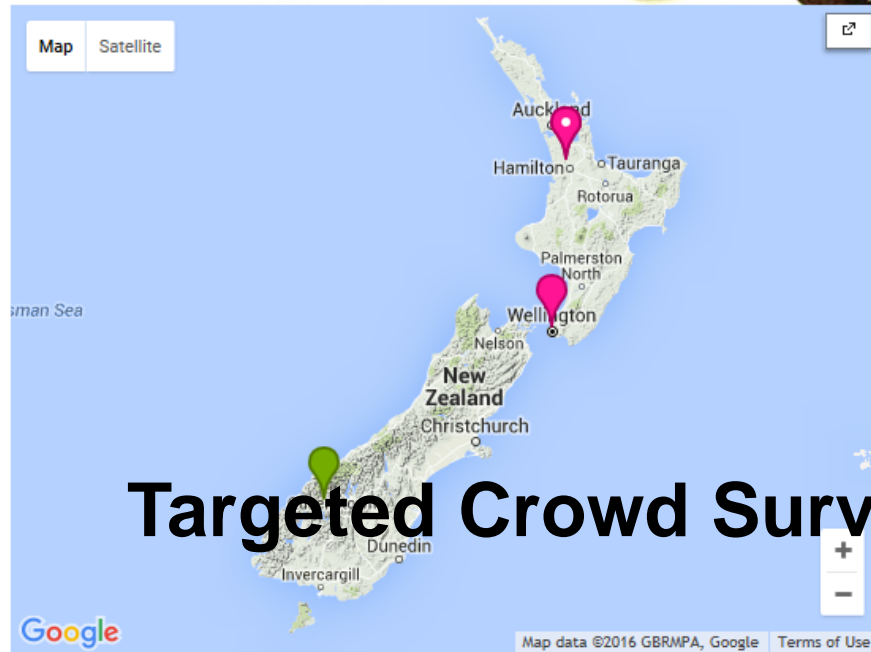 Map Satellite
Auckland
Hamilton
Tauranga
Rotorua
Palmerston
North
sman Sea
Wellington
Nelson
New
Zealand
Christchurch
Targeted Crowd Surv
Dunedin
Invercargill
Google
Map data ©2016 GBRMPA, Google Terms of Use